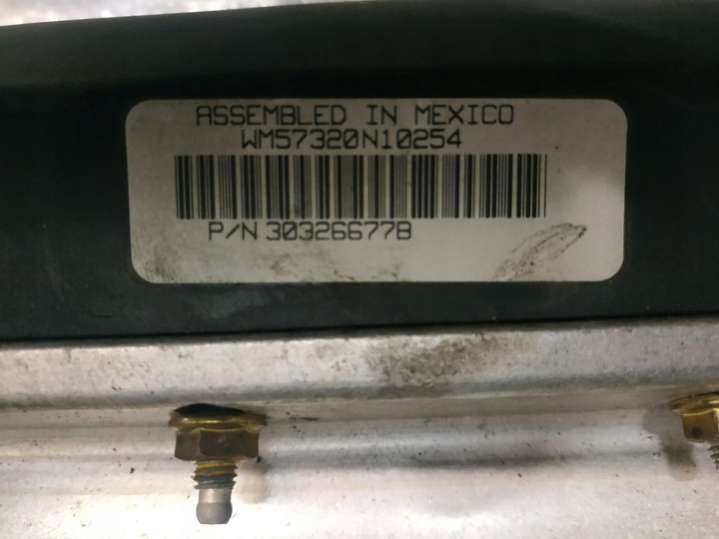 ASSEMBLED IN MEXICO
WM57320N10254
P/N 30326677B